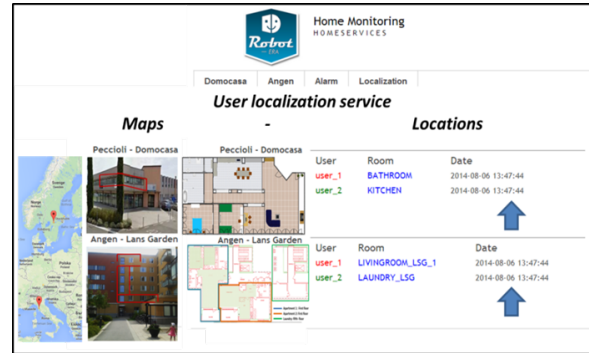 Robot
ERA
Home Monitoring
HOMESERVICES
Domocasa Angen Alarm Localization
User localization service
Maps - Locations
Peccioli - Domocasa
Peccioli - Domocasa
User Room Date
user_1 BATHROOM 2014-08-06 13:47:44
user_2 KITCHEN 2014-08-06 13:47:44
Angen - Lans Garden
Angen - Lans Garden
User Room Date
user_1 LIVINGROOM_LSG_1 2014-08-06 13:47:44
user_2 LAUNDRY_LSG 2014-08-06 13:47:44